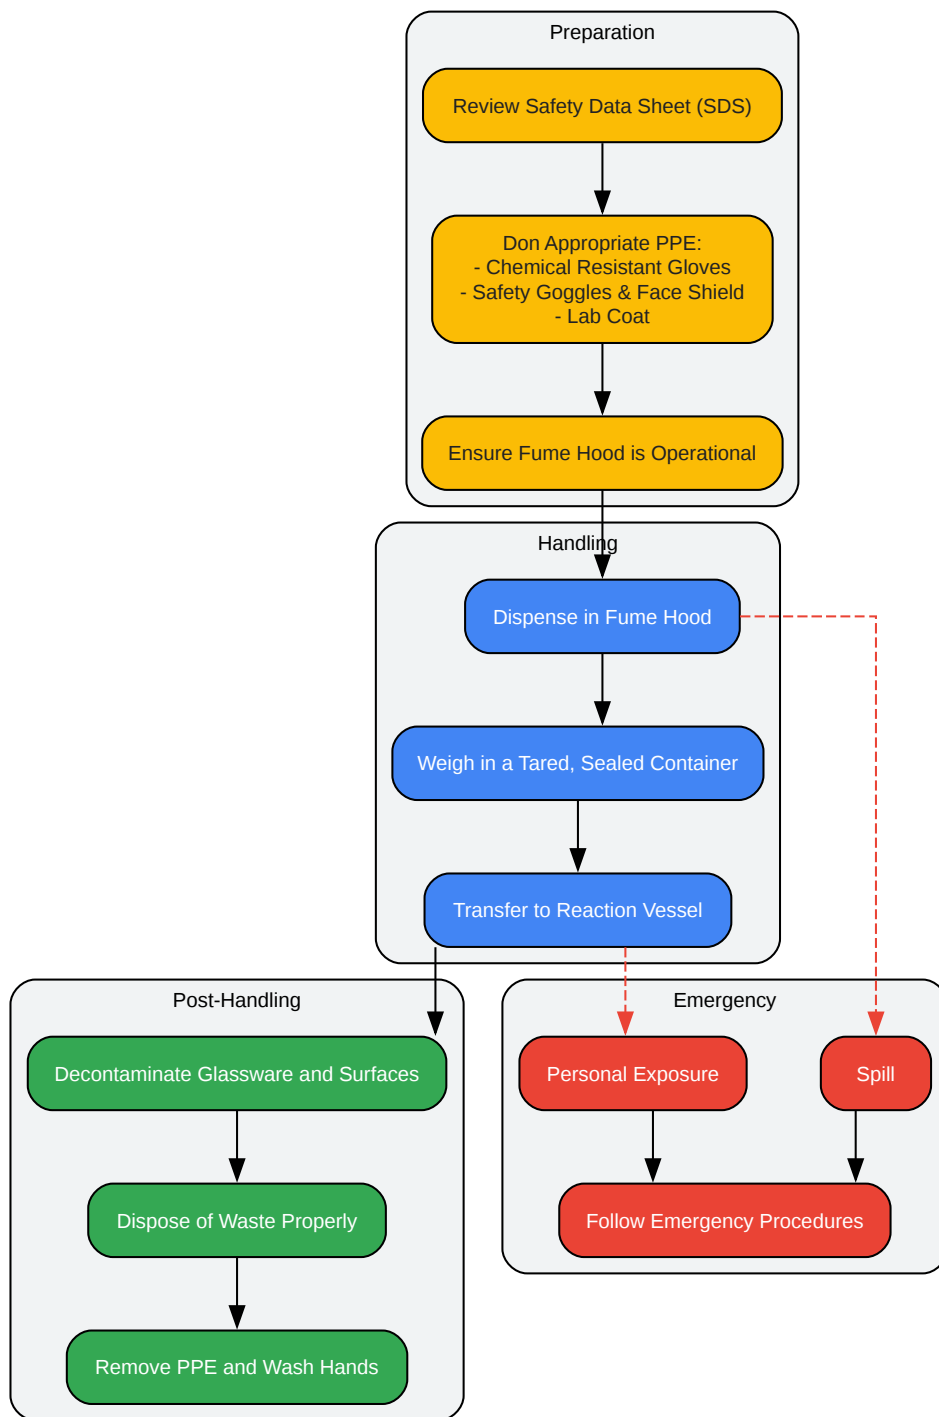 Preparation
Review Safety Data Sheet (SDS)
Don Appropriate PPE:
- Chemical Resistant Gloves
- Safety Goggles & Face Shield
- Lab Coat
Ensure Fume Hood is Operational
Handling
Dispense in Fume Hood
Weigh in a Tared, Sealed Container
Transfer to Reaction Vessel
Post-Handling
Decontaminate Glassware and Surfaces
Dispose of Waste Properly
Remove PPE and Wash Hands
Emergency
Personal Exposure
Spill
Follow Emergency Procedures